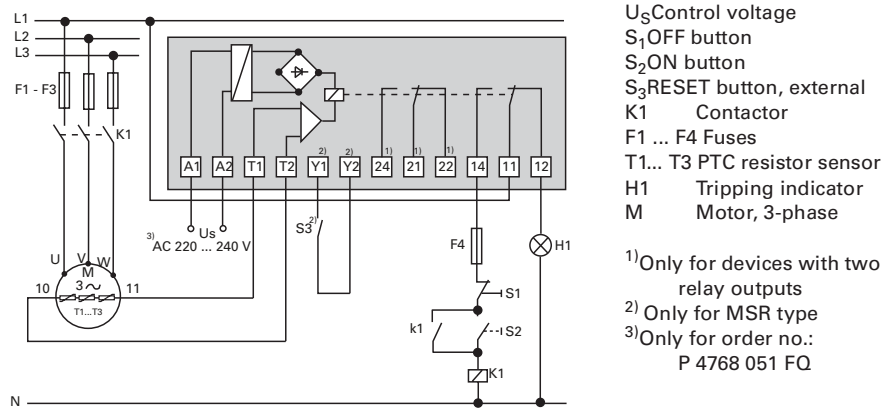 L1
L2
L3
F1 - F3
K1
A1 A2 T1 T2 Y1 Y2 24 21 22 14 11 12
2) 2) 1) 1) 1)
3) AC 220 ... 240 V
Us
S3 2)
F4
H1
U V W
M
3 ~
10 11
T1...T3
S1
k1
S2
K1
N
USControl voltage
S1OFF button
S2ON button
S3RESET button, external
K1 Contactor
F1 ... F4 Fuses
T1... T3 PTC resistor sensor
H1 Tripping indicator
M Motor, 3-phase
1)Only for devices with two
relay outputs
2) Only for MSR type
3)Only for order no.:
P 4768 051 FQ